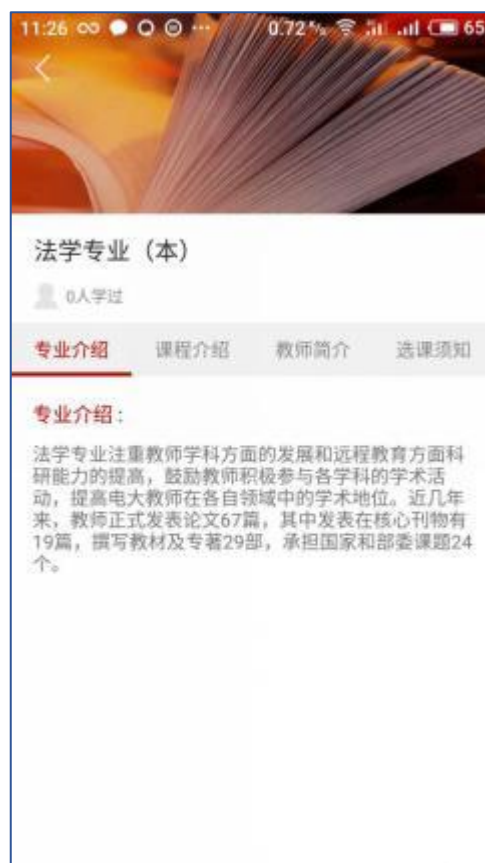 11:26 ··· 0.72 K/s 65
法学专业（本）
0人学过
专业介绍 课程介绍 教师简介 选课须知
专业介绍：
法学专业注重教师学科方面的发展和远程教育方面科
研能力的提高，鼓励教师积极参与各学科的学术活
动，提高电大教师在各自领域中的学术地位。近几年
来，教师正式发表论文67篇，其中发表在核心刊物有
19篇，撰写教材及专著29部，承担国家和部委课题24
个。